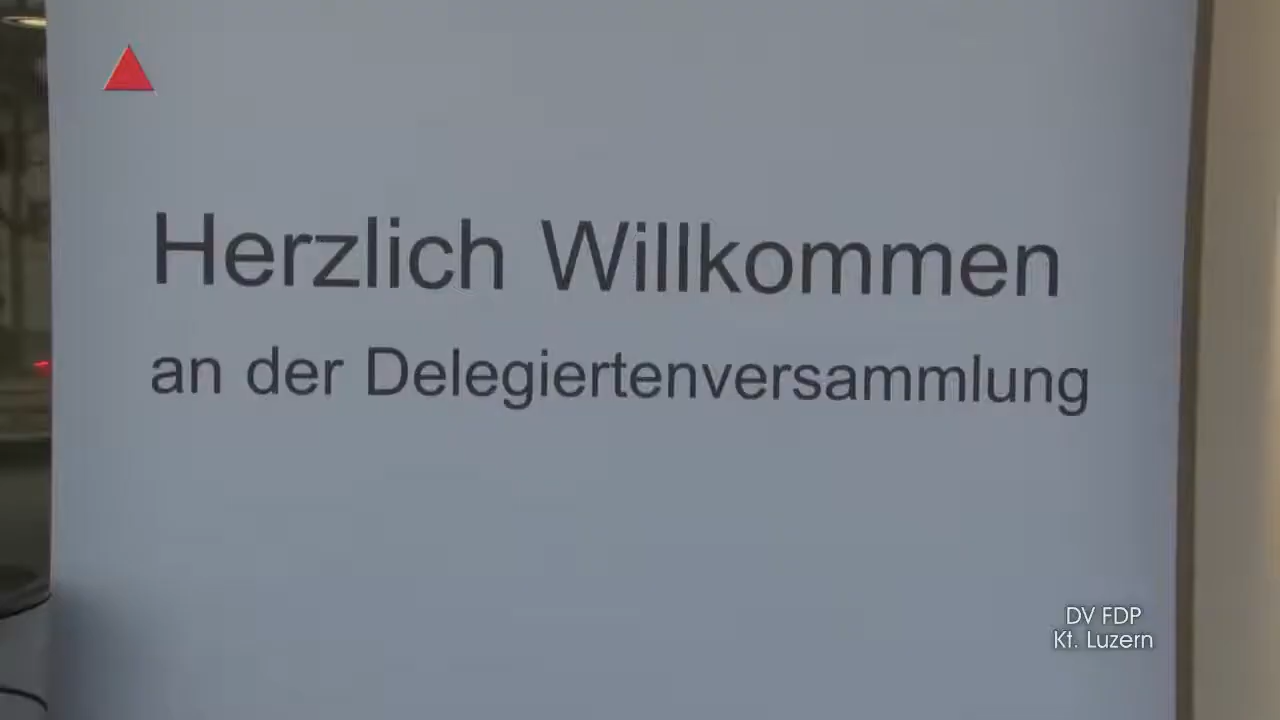 Herzlich Willkommen
an der Delegiertenversammlung
DV FDP
Kt. Luzern